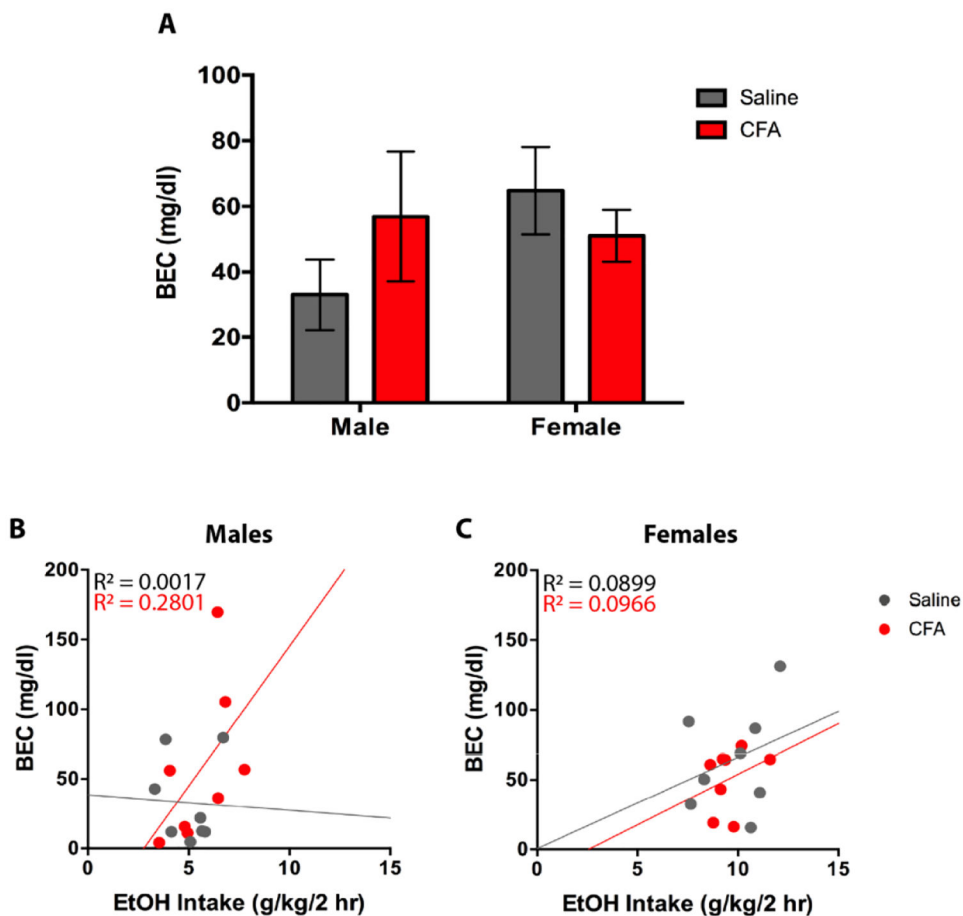 A
100
80
60
40
20
0
BEC (mg/dl)
Male
Female
Saline
CFA
B
Males
R² = 0.0017
R² = 0.2801
200
150
100
50
0
BEC (mg/dl)
0
5
10
15
EtOH Intake (g/kg/2 hr)
C
Females
R² = 0.0899
R² = 0.0966
200
150
100
50
0
BEC (mg/dl)
0
5
10
15
EtOH Intake (g/kg/2 hr)
Saline
CFA